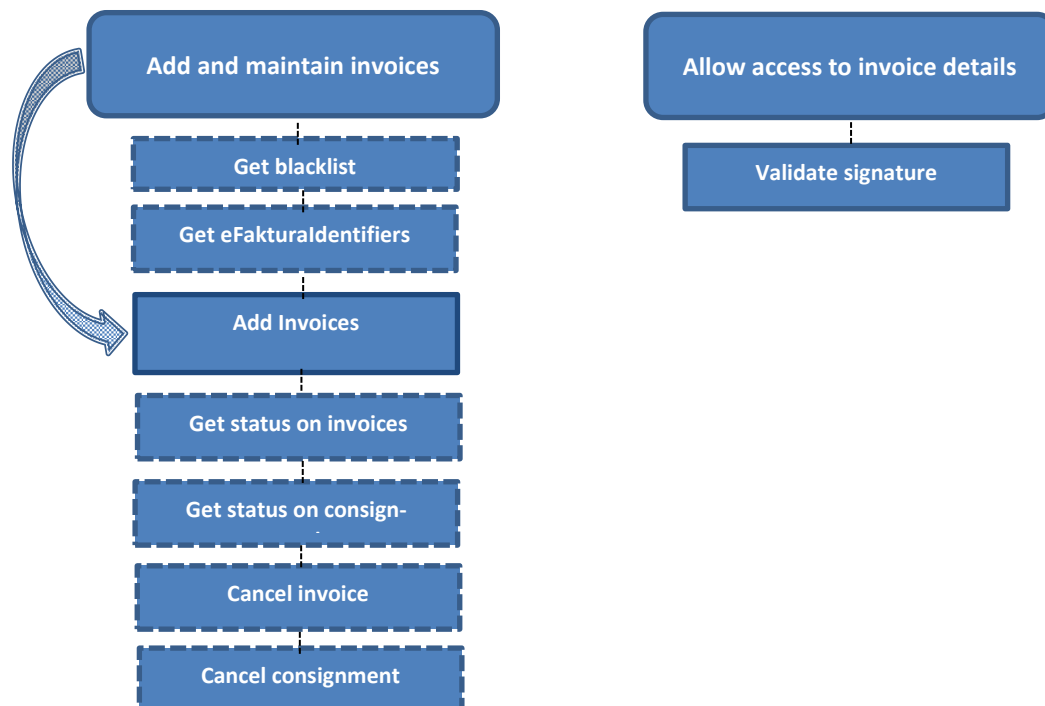 Add and maintain invoices
Get blacklist
Get eFakturaIdentifiers
Add Invoices
Get status on invoices
Get status on consign-
Cancel invoice
Cancel consignment
Allow access to invoice details
Validate signature